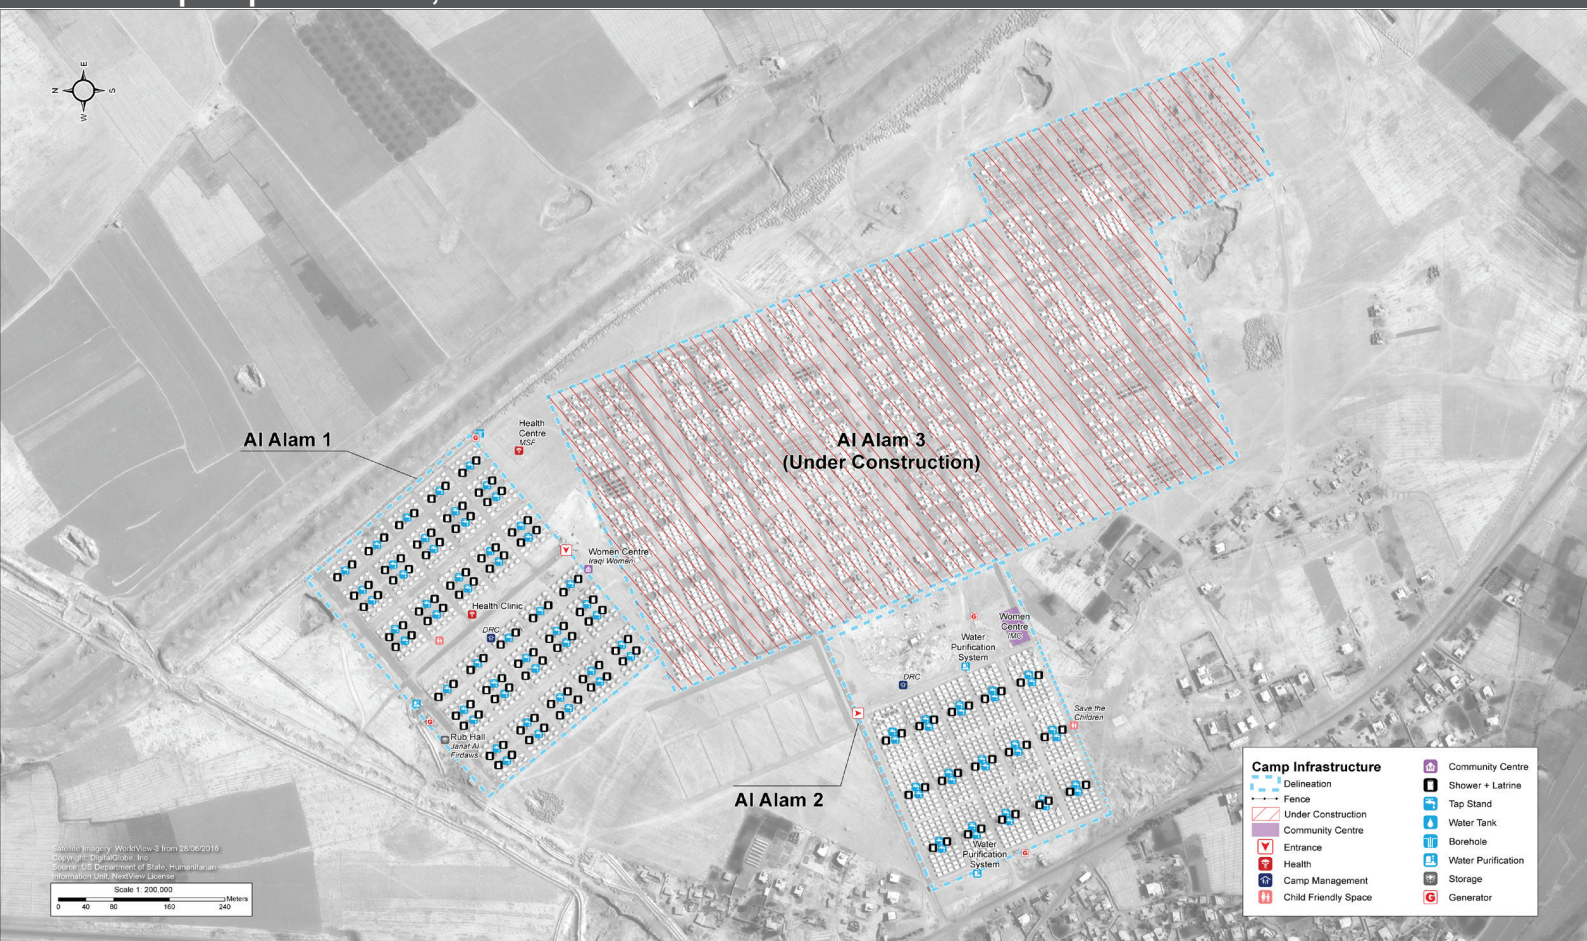 E
N
S
W
Al Alam 1
Health
Centre
MSF
Al Alam 3
(Under Construction)
Women Centre
Iraqi Women
Health Clinic
DRC
Women
Centre
IMC
Water
Purification
System
DRC
Save the
Children
Rub Hall
Janat Al
Firdaws
Al Alam 2
Water
Purification
System
Camp Infrastructure
Delineation
Fence
Under Construction
Community Centre
Entrance
Health
Camp Management
Child Friendly Space
Community Centre
Shower + Latrine
Tap Stand
Water Tank
Borehole
Water Purification
Storage
G Generator
Satellite Imagery: WorldView-3 from 28/06/2016
Copyright: DigitalGlobe, Inc
Source: US Department of State, Humanitarian
Information Unit, NextView License
Scale 1: 200,000
Meters
0 40 80 160 240